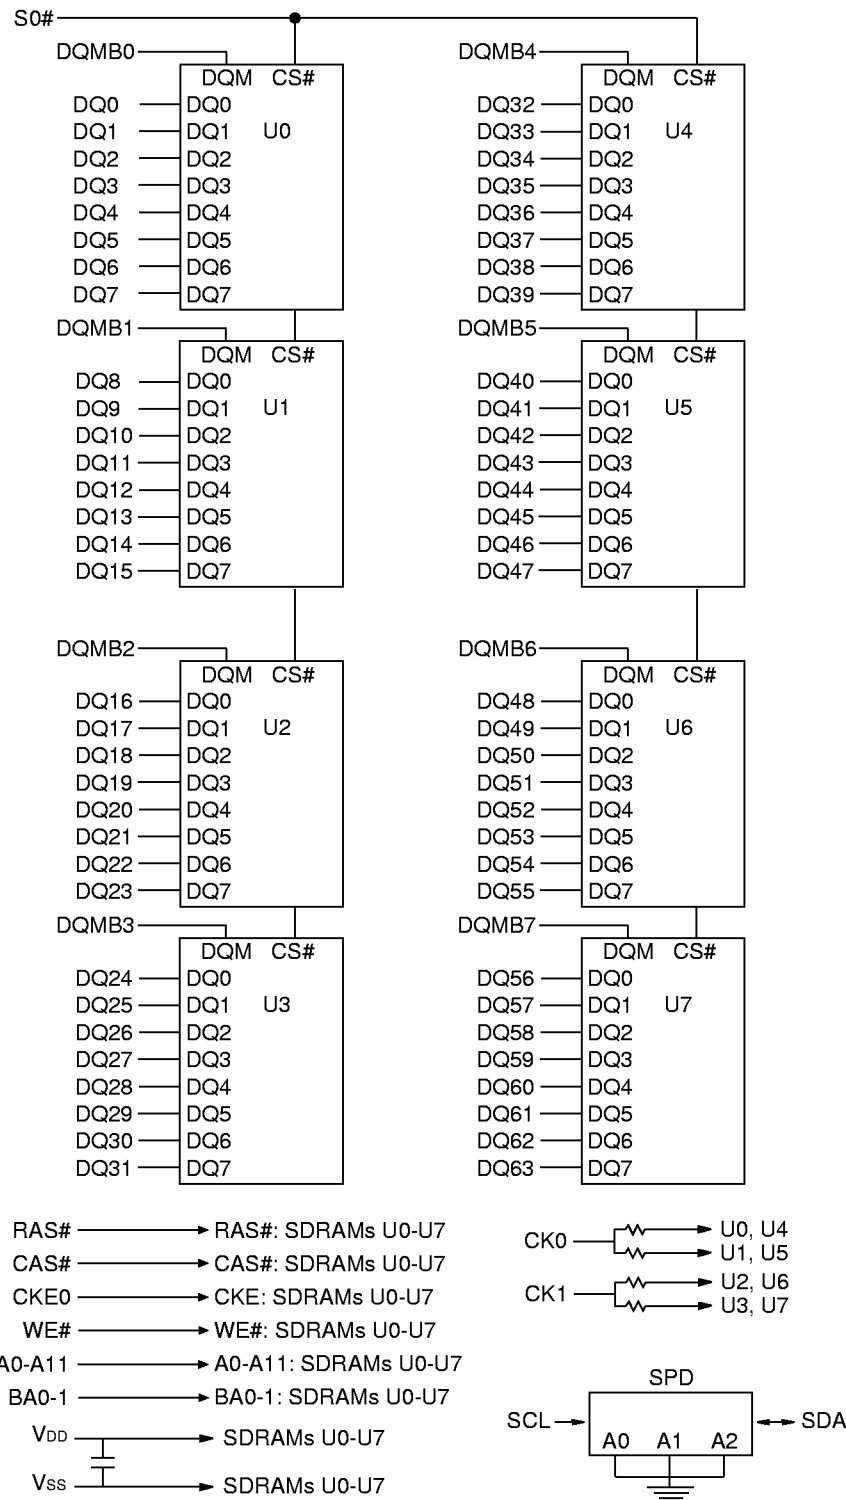 S0#
DQMB0
DQM CS#
DQ0 DQ0
DQ1 DQ1 U0
DQ2 DQ2
DQ3 DQ3
DQ4 DQ4
DQ5 DQ5
DQ6 DQ6
DQ7 DQ7
DQMB1
DQM CS#
DQ8 DQ0
DQ9 DQ1 U1
DQ10 DQ2
DQ11 DQ3
DQ12 DQ4
DQ13 DQ5
DQ14 DQ6
DQ15 DQ7
DQMB2
DQM CS#
DQ16 DQ0
DQ17 DQ1 U2
DQ18 DQ2
DQ19 DQ3
DQ20 DQ4
DQ21 DQ5
DQ22 DQ6
DQ23 DQ7
DQMB3
DQM CS#
DQ24 DQ0
DQ25 DQ1 U3
DQ26 DQ2
DQ27 DQ3
DQ28 DQ4
DQ29 DQ5
DQ30 DQ6
DQ31 DQ7
DQMB4
DQM CS#
DQ32 DQ0
DQ33 DQ1 U4
DQ34 DQ2
DQ35 DQ3
DQ36 DQ4
DQ37 DQ5
DQ38 DQ6
DQ39 DQ7
DQMB5
DQM CS#
DQ40 DQ0
DQ41 DQ1 U5
DQ42 DQ2
DQ43 DQ3
DQ44 DQ4
DQ45 DQ5
DQ46 DQ6
DQ47 DQ7
DQMB6
DQM CS#
DQ48 DQ0
DQ49 DQ1 U6
DQ50 DQ2
DQ51 DQ3
DQ52 DQ4
DQ53 DQ5
DQ54 DQ6
DQ55 DQ7
DQMB7
DQM CS#
DQ56 DQ0
DQ57 DQ1 U7
DQ58 DQ2
DQ59 DQ3
DQ60 DQ4
DQ61 DQ5
DQ62 DQ6
DQ63 DQ7
RAS# RAS#: SDRAMs U0-U7
CAS# CAS#: SDRAMs U0-U7
CKE0 CKE: SDRAMs U0-U7
WE# WE#: SDRAMs U0-U7
A0-A11 A0-A11: SDRAMs U0-U7
BA0-1 BA0-1: SDRAMs U0-U7
VDD SDRAMs U0-U7
VSS SDRAMs U0-U7
CK0
U0, U4
U1, U5
CK1
U2, U6
U3, U7
SPD
SCL SDA
A0 A1 A2